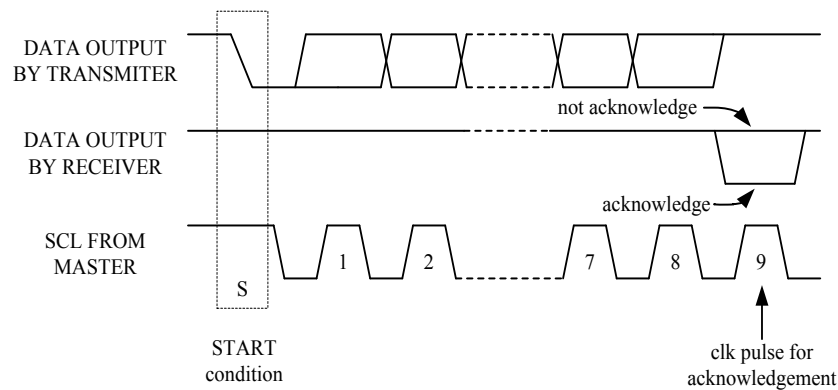 DATA OUTPUT
BY TRANSMITER
not acknowledge
DATA OUTPUT
BY RECEIVER
acknowledge
SCL FROM
MASTER
1
2
7
8
9
S
START
condition
clk pulse for
acknowledgement